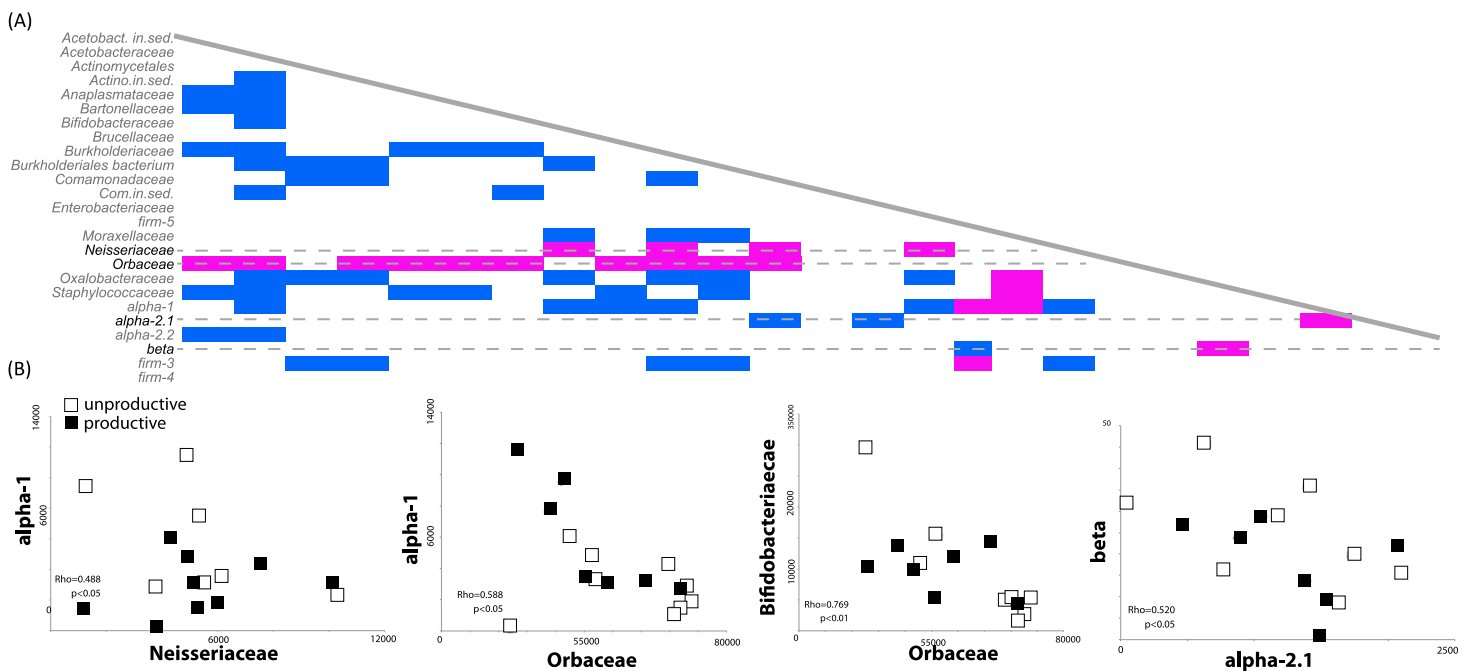 (A)
Acetobact. in.sed.
Acetobacteraceae
Actinomycetales
Actino.in.sed.
Anaplasmataceae
Bartonellaceae
Bifidobacteraceae
Brucellaceae
Burkholderiaceae
Burkholderiales bacterium
Comamonadaceae
Com.in.sed.
Enterobacteriaceae
firm-5
Moraxellaceae
Neisseriaceae
Orbaceae
Oxalobacteraceae
Staphylococcaceae
alpha-1
alpha-2.1
alpha-2.2
beta
firm-3
firm-4
(B)
unproductive
productive
14000
6000
0
alpha-1
Rho=0.488
p<0.05
6000
12000
Neisseriaceae
14000
6000
0
alpha-1
Rho=0.588
p<0.05
55000
80000
Orbaceae
350000
20000
10000
0
Bifidobacteriaecae
Rho=0.769
p<0.01
0
55000
80000
Orbaceae
50
0
beta
Rho=0.520
p<0.05
0
2500
alpha-2.1